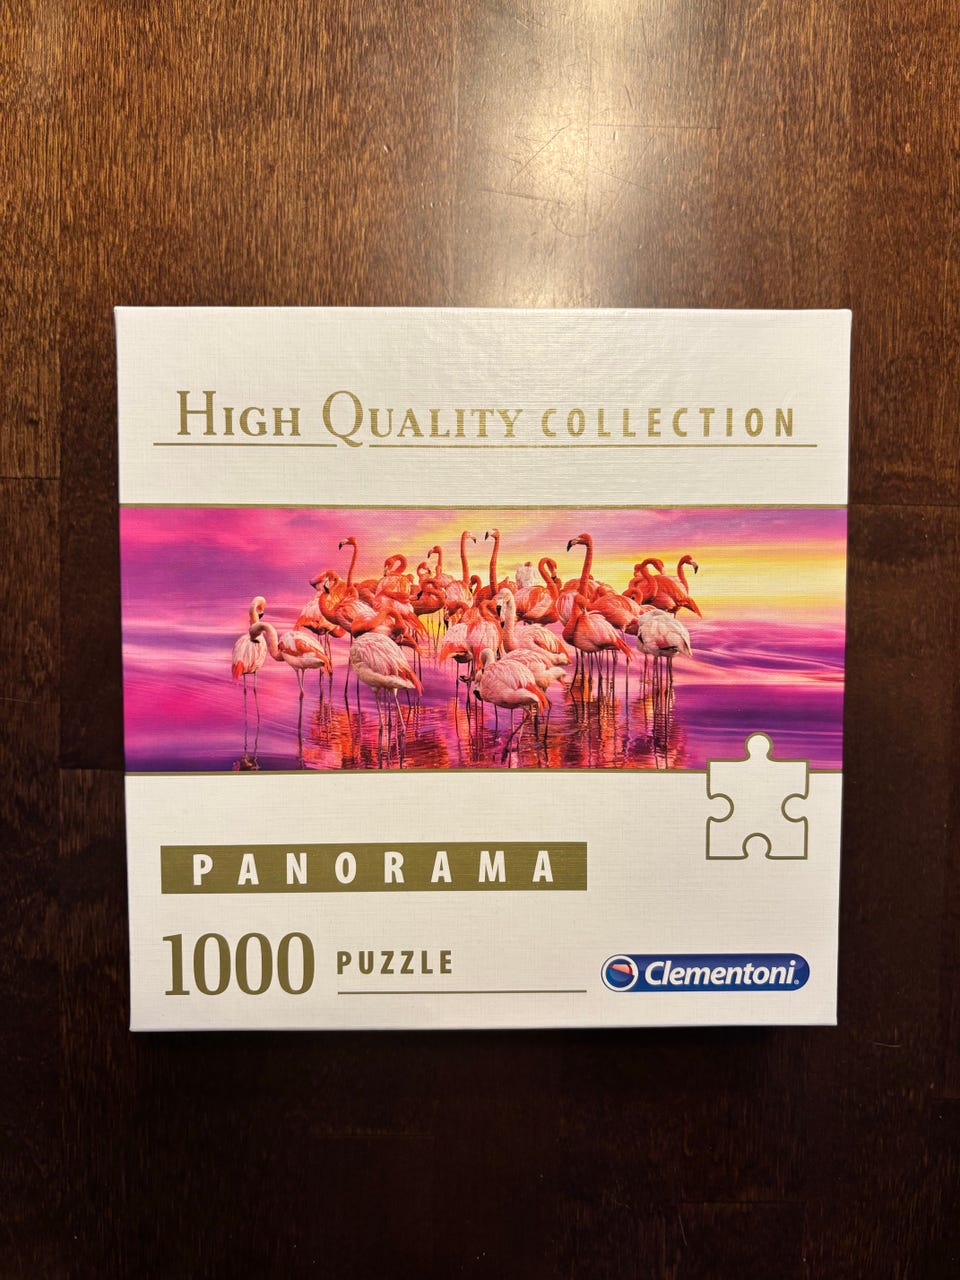 High Quality COLLECTION
PANORAMA
1000 PUZZLE
Clementoni®